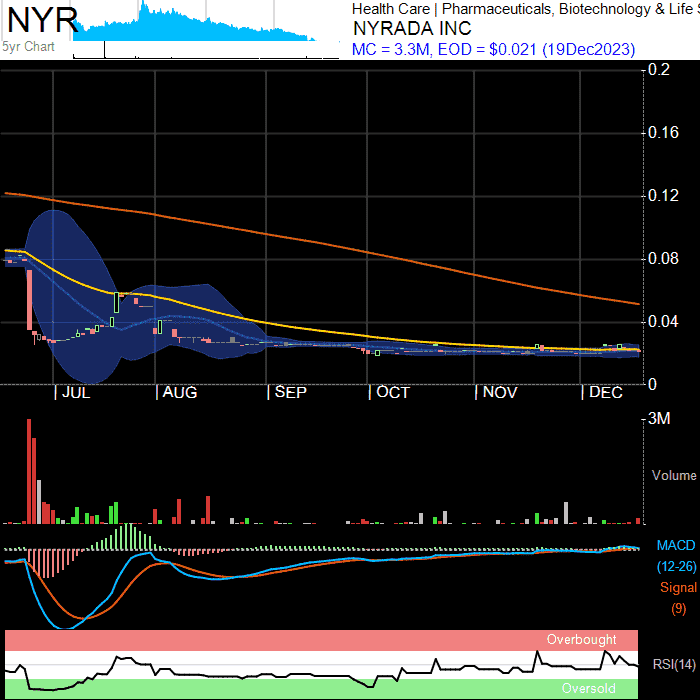 NYR
5yr Chart
Health Care | Pharmaceuticals, Biotechnology & Life S
NYRADA INC
MC = 3.3M, EOD = $0.021 (19Dec2023)
0.2
0.16
0.12
0.08
0.04
0
JUL AUG SEP OCT NOV DEC
3M
Volume
MACD
(12-26)
Signal
(9)
Overbought
RSI(14)
Oversold